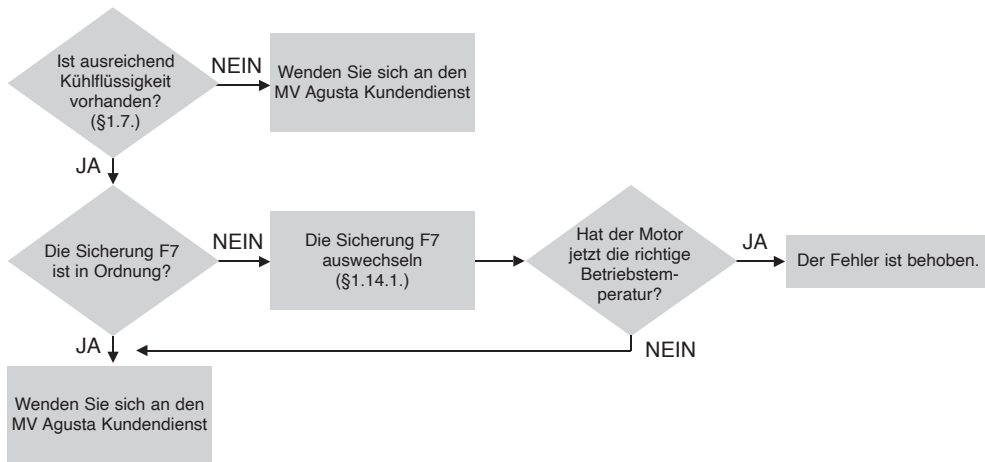 Ist ausreichend
Kühlflüssigkeit
vorhanden?
(§1.7.)
NEIN
Wenden Sie sich an den
MV Agusta Kundendienst
JA
Die Sicherung F7
ist in Ordnung?
NEIN
Die Sicherung F7
auswechseln
(§1.14.1.)
Hat der Motor
jetzt die richtige
Betriebstem-
peratur?
JA
Der Fehler ist behoben.
JA
NEIN
Wenden Sie sich an den
MV Agusta Kundendienst